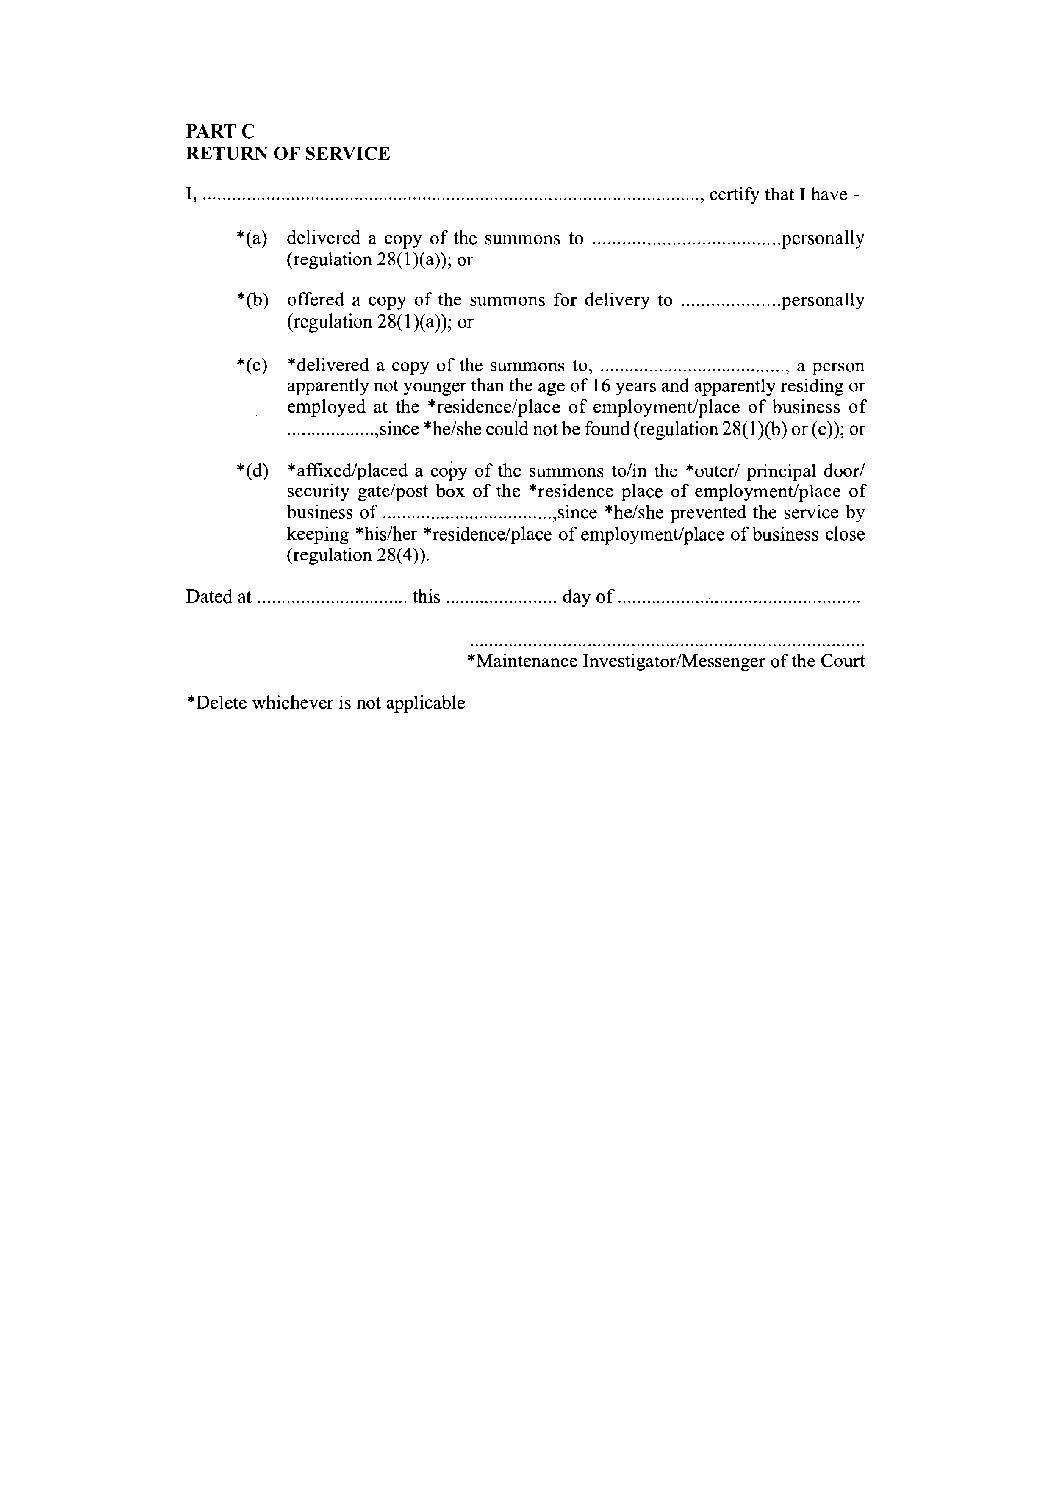 PART C
RETURN OF SERVICE
I, ......................................................................................................, certify that I have -
*(a) delivered a copy of the summons to ......................................personally
(regulation 28(1)(a)); or
*(b) offered a copy of the summons for delivery to ....................personally
(regulation 28(1)(a)); or
*(c) *delivered a copy of the summons to, ......................................, a person
apparently not younger than the age of 16 years and apparently residing or
employed at the *residence/place of employment/place of business of
..................,since *he/she could not be found (regulation 28(1)(b) or (c)); or
*(d) *affixed/placed a copy of the summons to/in the *outer/ principal door/
security gate/post box of the *residence place of employment/place of
business of ..................................,since *he/she prevented the service by
keeping *his/her *residence/place of employment/place of business close
(regulation 28(4)).
Dated at .............................. this ...................... day of .................................................
................................................................................
*Maintenance Investigator/Messenger of the Court
*Delete whichever is not applicable